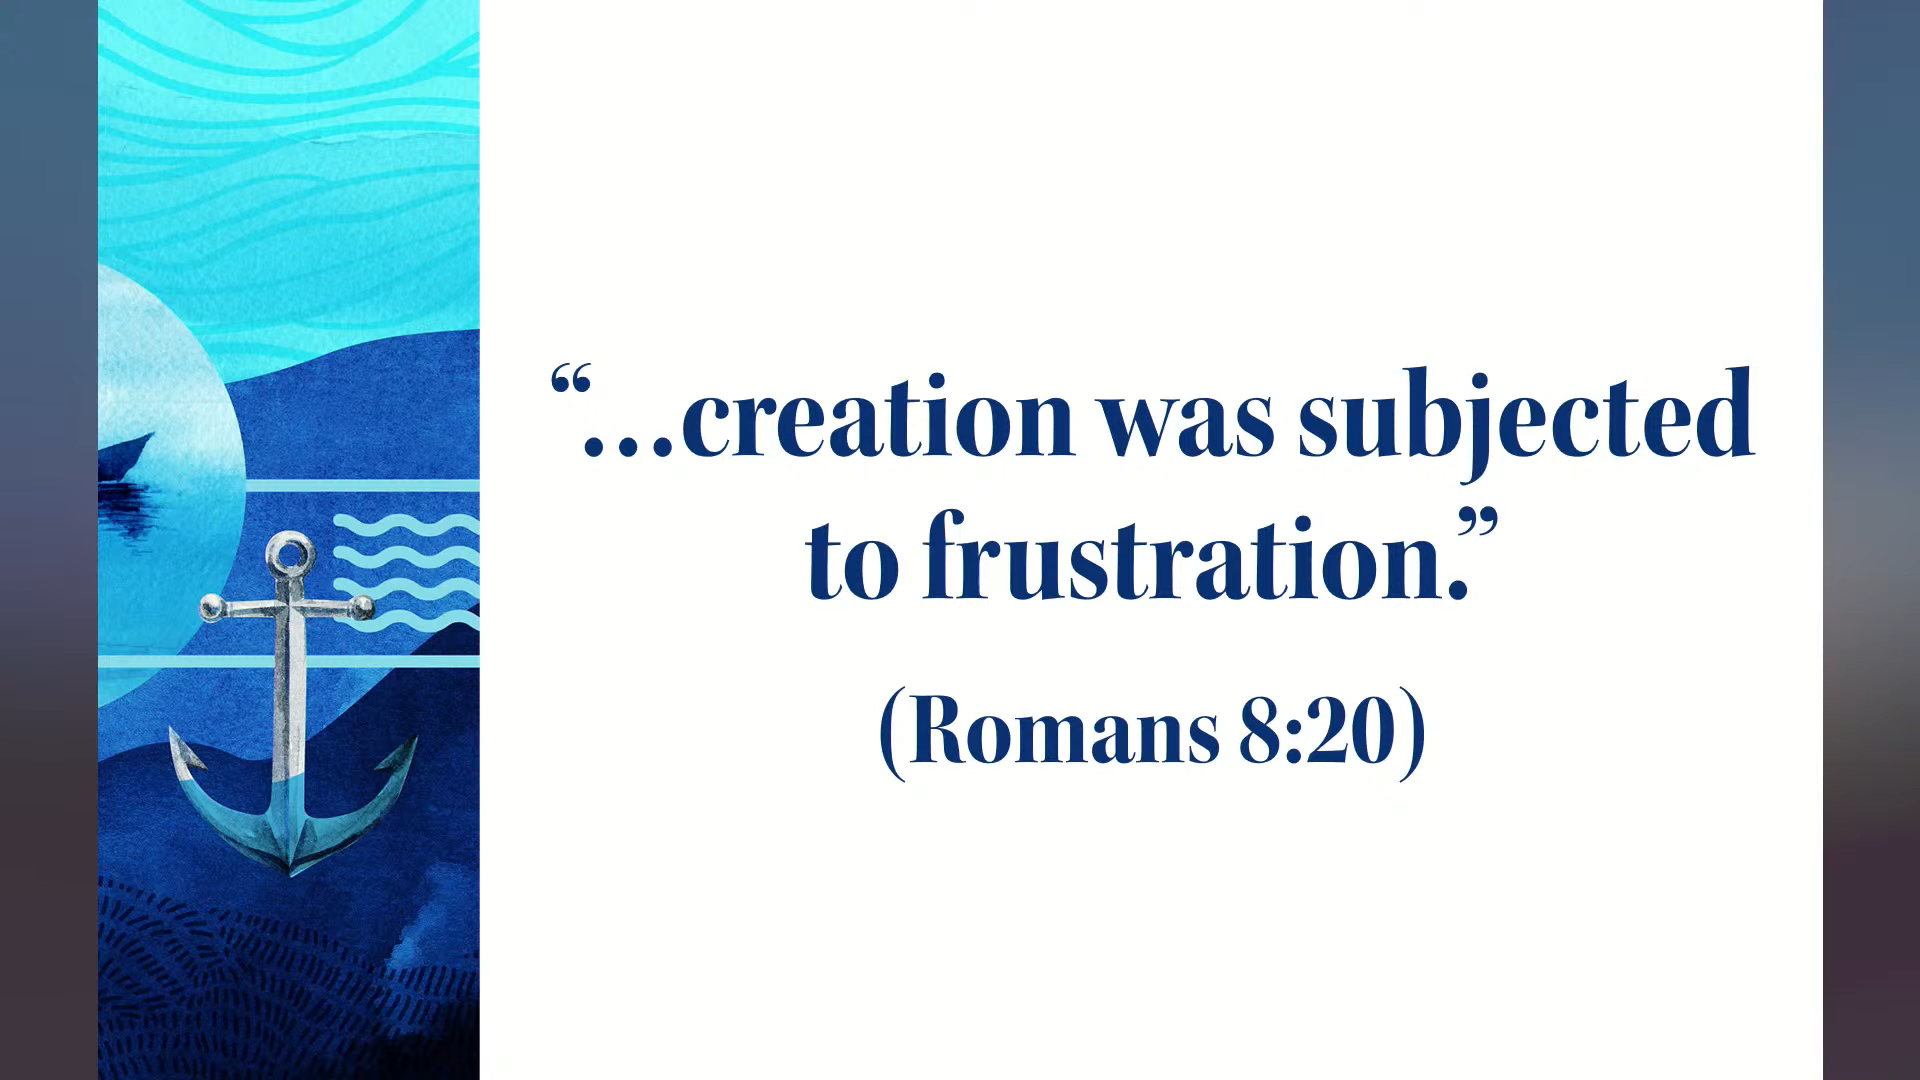 “…creation was subjected
to frustration.”
(Romans 8:20)